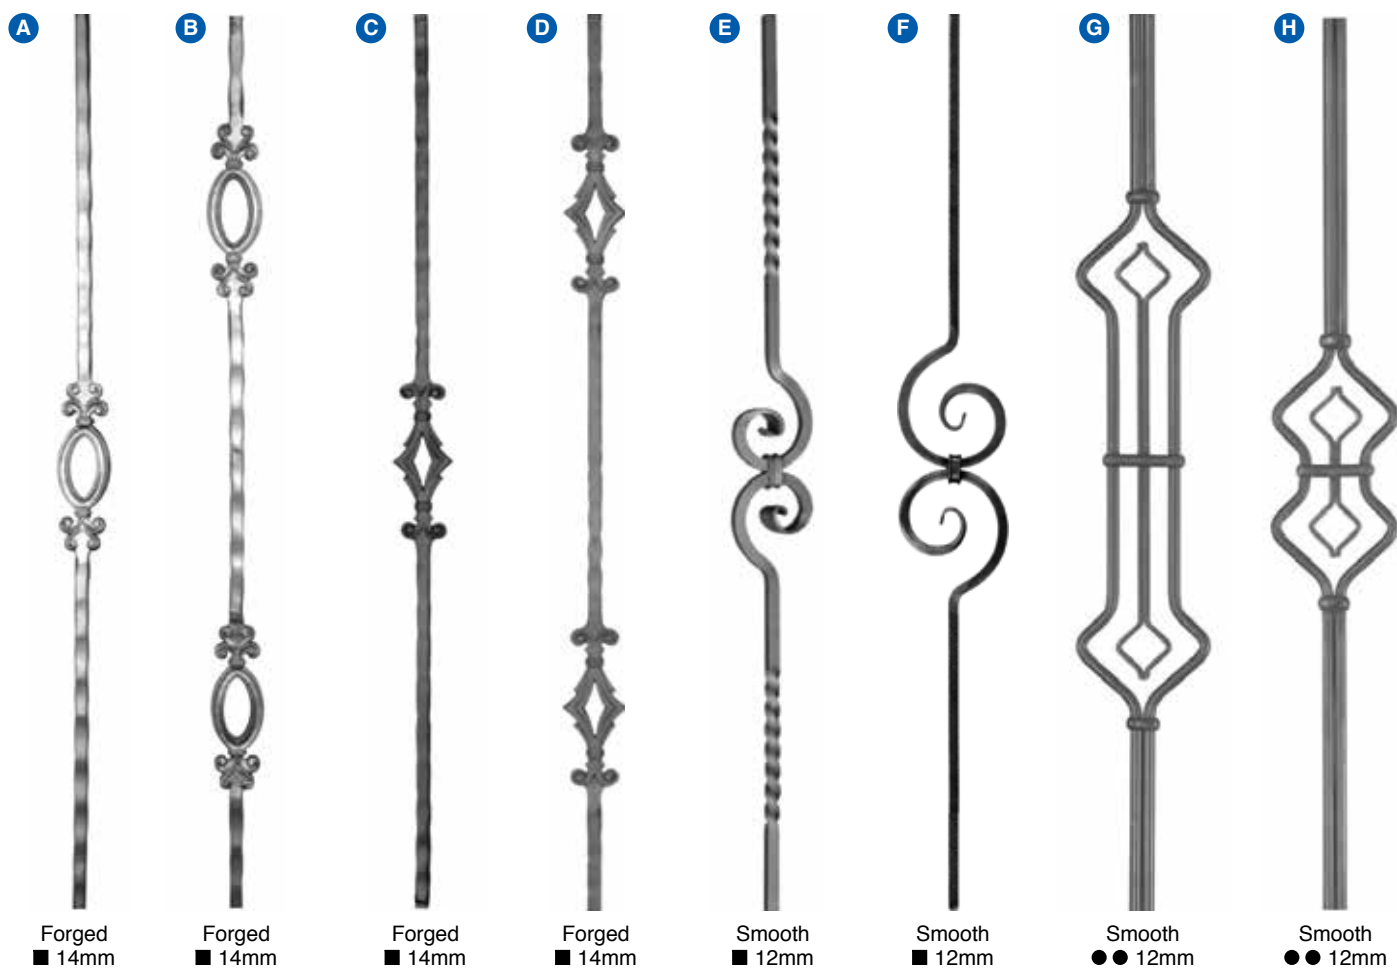 A B C D E F G H
Forged Forged Forged Forged Smooth Smooth Smooth Smooth
■ 14mm ■ 14mm ■ 14mm ■ 14mm ■ 12mm ■ 12mm ●● 12mm ●● 12mm